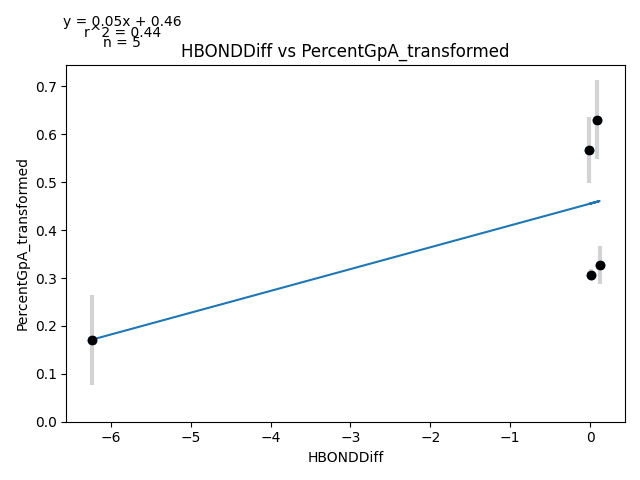 y = 0.05x + 0.46
r^2 = 0.44
n = 5
HBONDDiff vs PercentGpA_transformed
PercentGpA_transformed
0.7
0.6
0.5
0.4
0.3
0.2
0.1
0.0
−6
−5
−4
−3
−2
−1
0
HBONDDiff